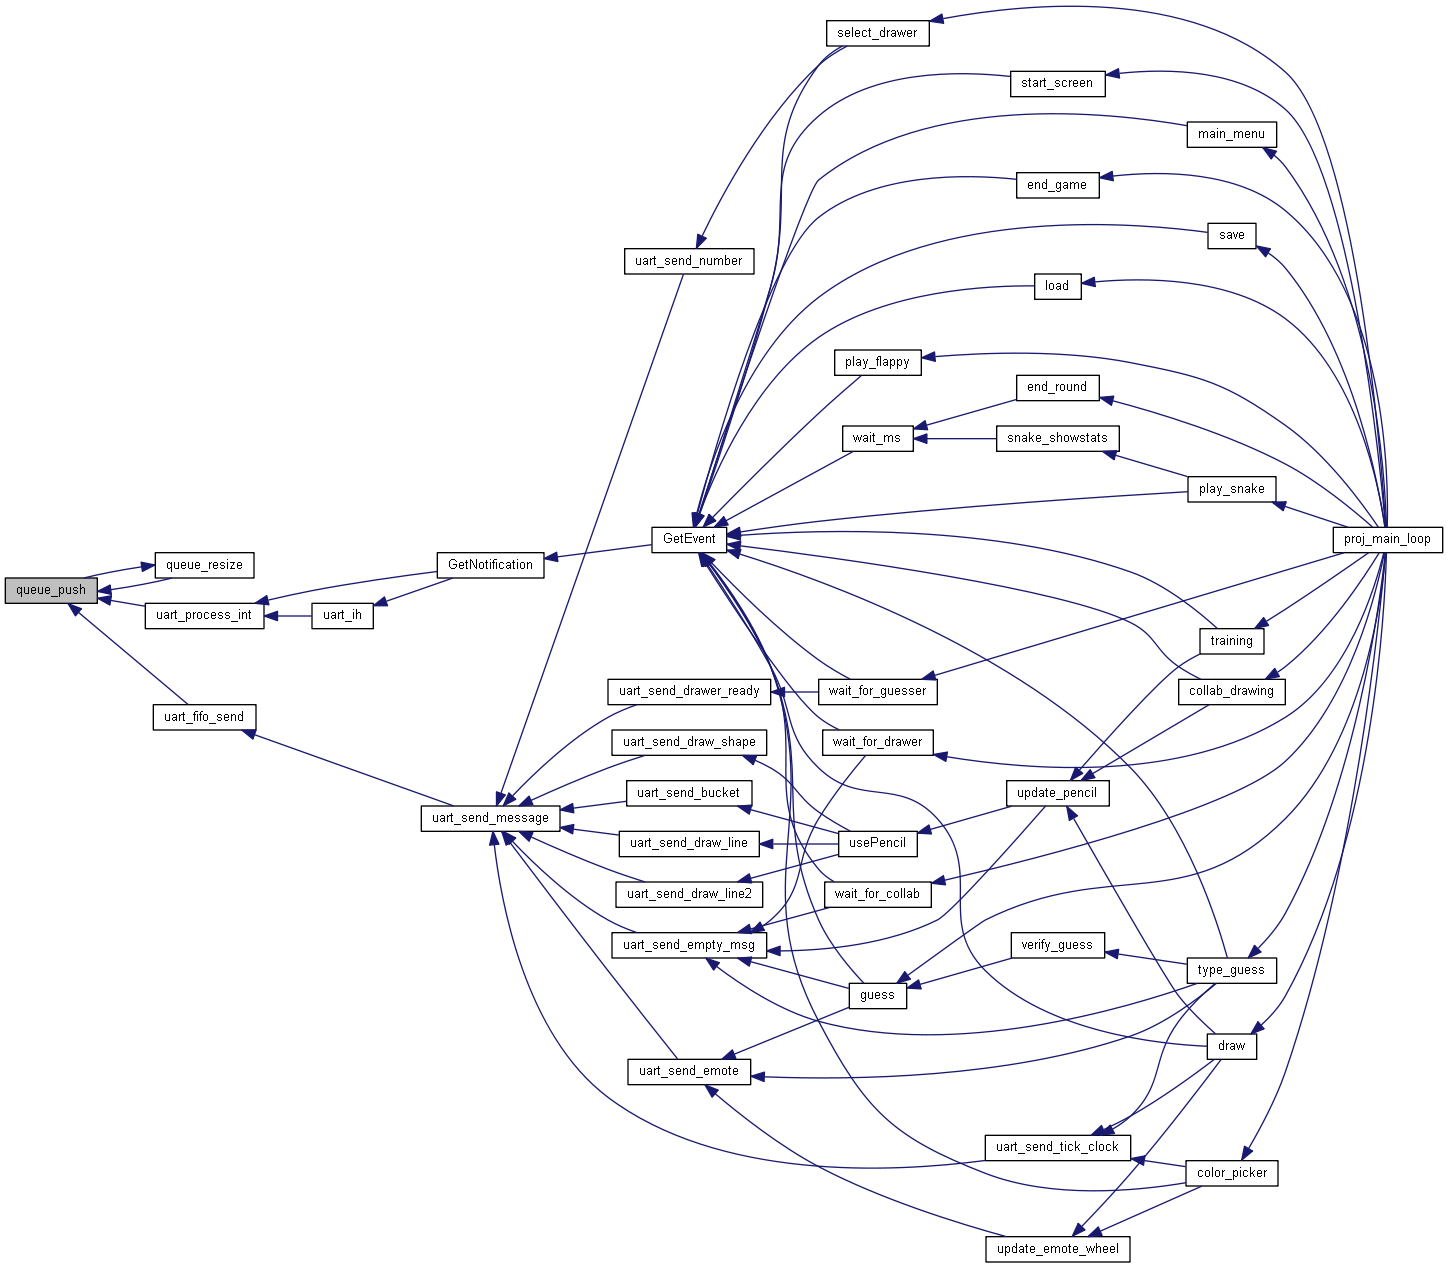 select_drawer
start_screen
main_menu
end_game
save
uart_send_number
load
play_flappy
end_round
wait_ms
snake_showstats
play_snake
GetEvent
proj_main_loop
queue_resize
GetNotification
queue_push
uart_process_int
uart_ih
training
uart_send_drawer_ready
wait_for_guesser
collab_drawing
uart_fifo_send
uart_send_draw_shape
wait_for_drawer
uart_send_bucket
update_pencil
uart_send_message
uart_send_draw_line
usePencil
uart_send_draw_line2
wait_for_collab
uart_send_empty_msg
verify_guess
type_guess
guess
draw
uart_send_emote
uart_send_tick_clock
color_picker
update_emote_wheel